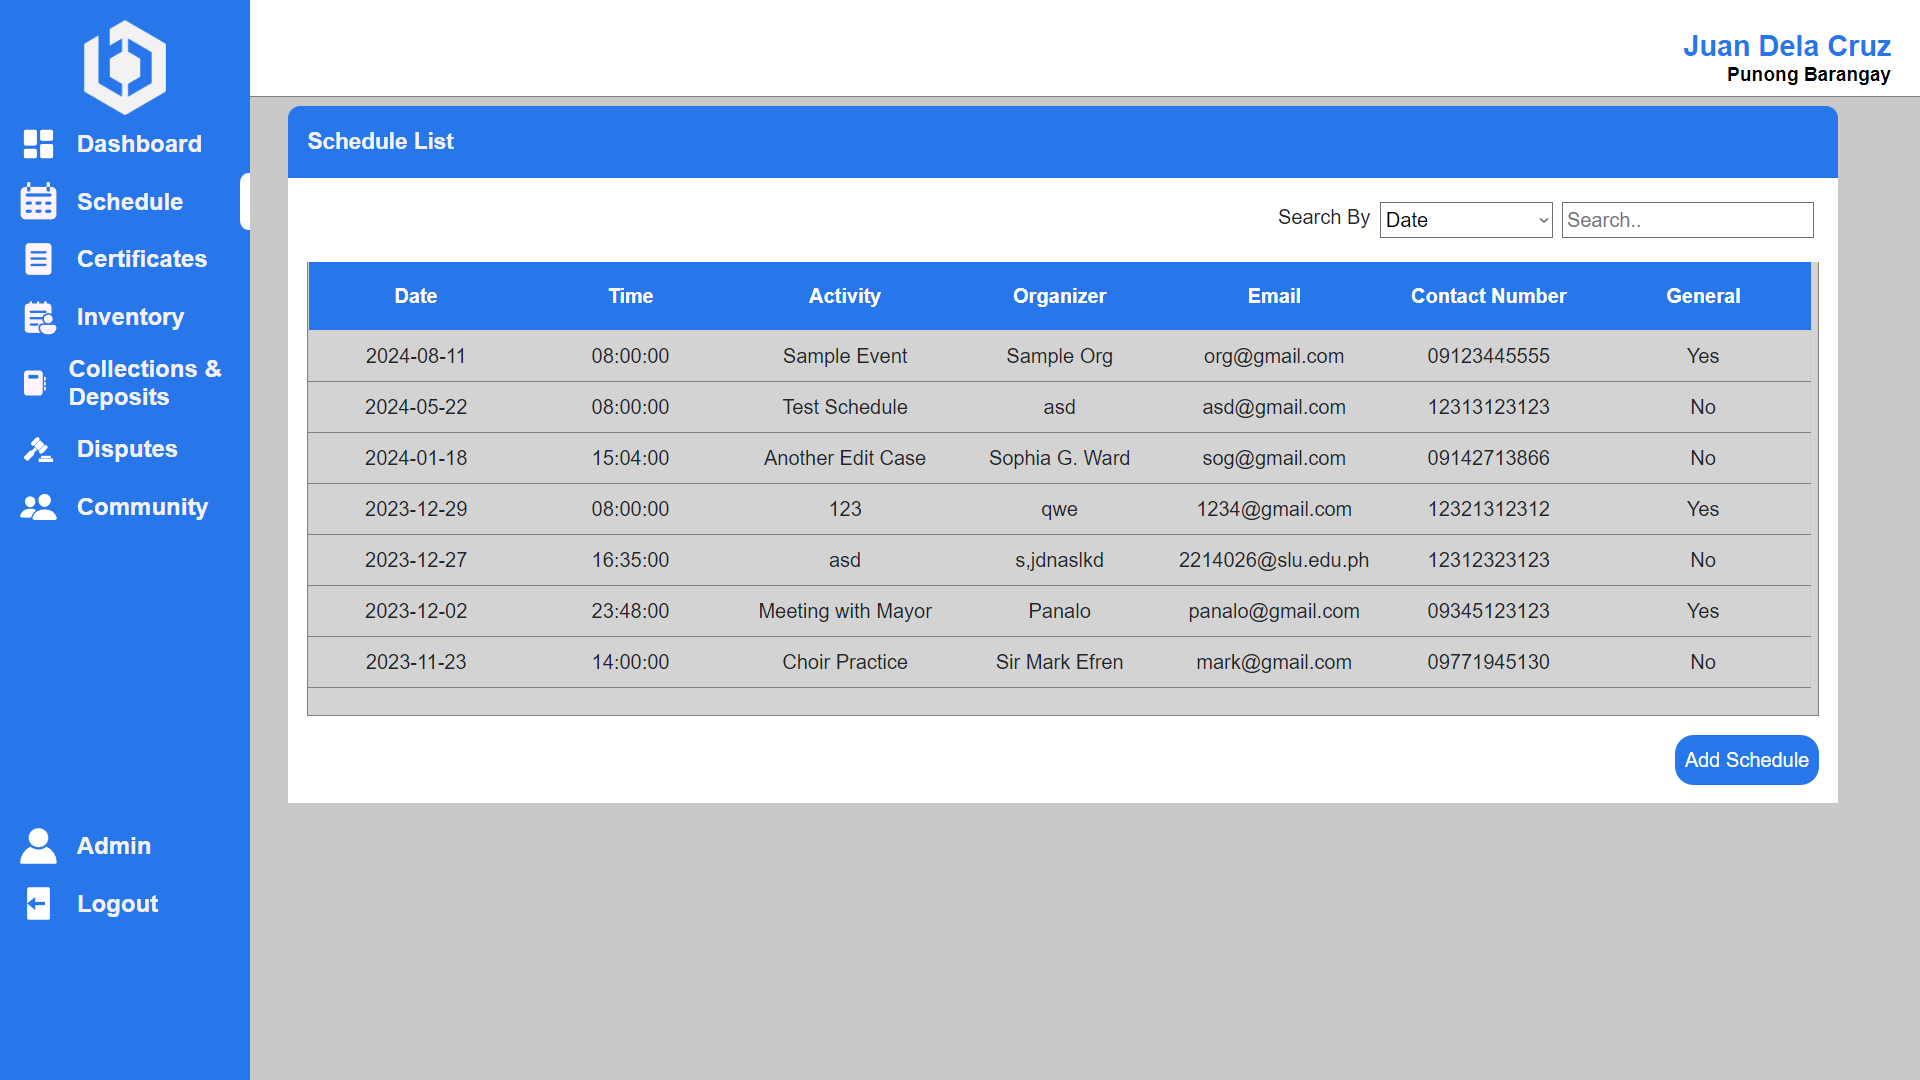 Juan Dela Cruz
Punong Barangay
Dashboard
Schedule
Certificates
Inventory
Collections &
Deposits
Disputes
Community
Admin
Logout
Schedule List
Search By Date Search..
Date Time Activity Organizer Email Contact Number General
2024-08-11 08:00:00 Sample Event Sample Org org@gmail.com 09123445555 Yes
2024-05-22 08:00:00 Test Schedule asd asd@gmail.com 12313123123 No
2024-01-18 15:04:00 Another Edit Case Sophia G. Ward sog@gmail.com 09142713866 No
2023-12-29 08:00:00 123 qwe 1234@gmail.com 12321312312 Yes
2023-12-27 16:35:00 asd s,jdnaslkd 2214026@slu.edu.ph 12312323123 No
2023-12-02 23:48:00 Meeting with Mayor Panalo panalo@gmail.com 09345123123 Yes
2023-11-23 14:00:00 Choir Practice Sir Mark Efren mark@gmail.com 09771945130 No
Add Schedule